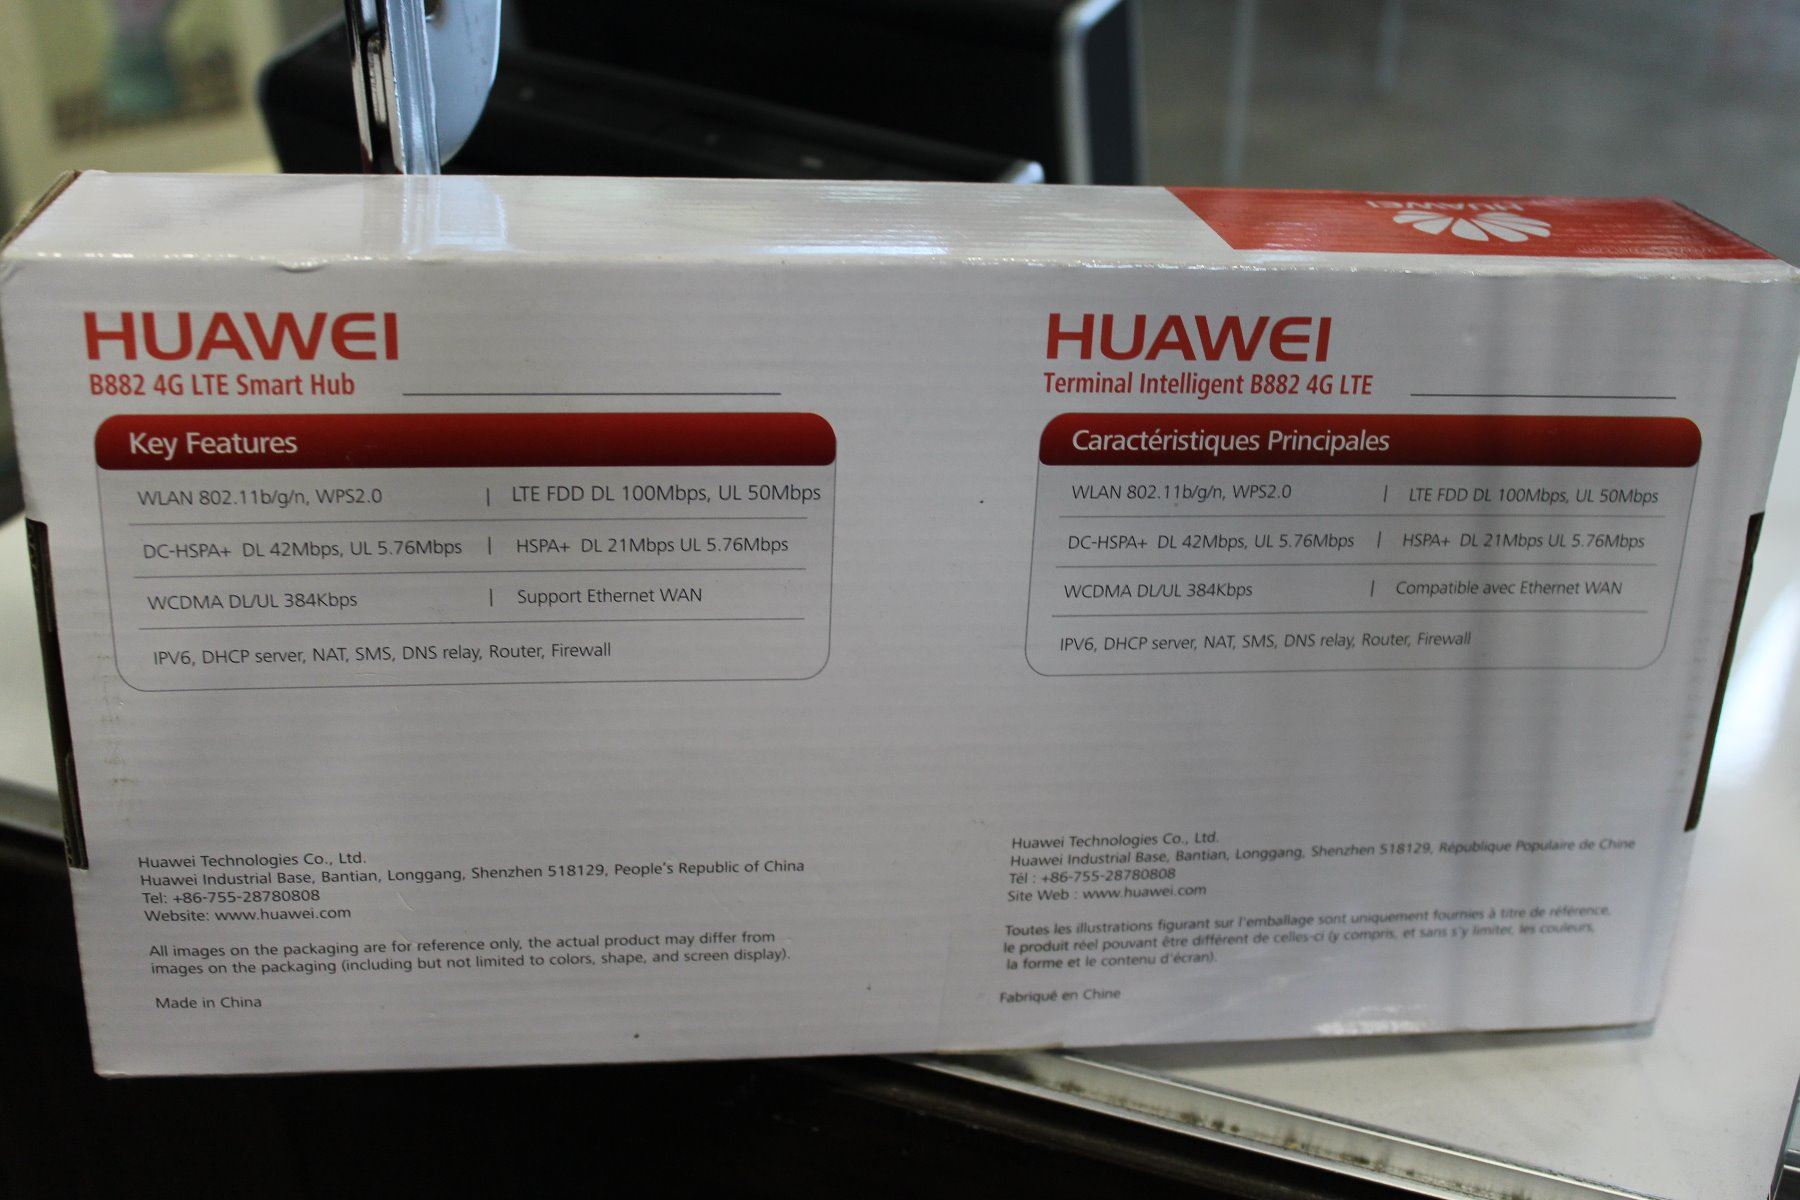 HUAWEI
HUAWEI
B882 4G LTE Smart Hub
Key Features
WLAN 802.11b/g/n, WPS2.0 | LTE FDD DL 100Mbps, UL 50Mbps
DC-HSPA+ DL 42Mbps, UL 5.76Mbps | HSPA+ DL 21Mbps UL 5.76Mbps
WCDMA DL/UL 384Kbps | Support Ethernet WAN
IPV6, DHCP server, NAT, SMS, DNS relay, Router, Firewall
Huawei Technologies Co., Ltd.
Huawei Industrial Base, Bantian, Longgang, Shenzhen 518129, People's Republic of China
Tel: +86-755-28780808
Website: www.huawei.com
All images on the packaging are for reference only, the actual product may differ from
images on the packaging (including but not limited to colors, shape, and screen display).
Made in China
HUAWEI
Terminal Intelligent B882 4G LTE
Caractéristiques Principales
WLAN 802.11b/g/n, WPS2.0 | LTE FDD DL 100Mbps, UL 50Mbps
DC-HSPA+ DL 42Mbps, UL 5.76Mbps | HSPA+ DL 21Mbps UL 5.76Mbps
WCDMA DL/UL 384Kbps | Compatible avec Ethernet WAN
IPV6, DHCP server, NAT, SMS, DNS relay, Router, Firewall
Huawei Technologies Co., Ltd.
Huawei Industrial Base, Bantian, Longgang, Shenzhen 518129, République Populaire de Chine
Tél : +86-755-28780808
Site Web : www.huawei.com
Toutes les illustrations figurant sur l'emballage sont uniquement fournies à titre de référence,
le produit réel pouvant être différent de celles-ci (y compris, et sans s'y limiter, les couleurs,
la forme et le contenu d'écran).
Fabriqué en Chine